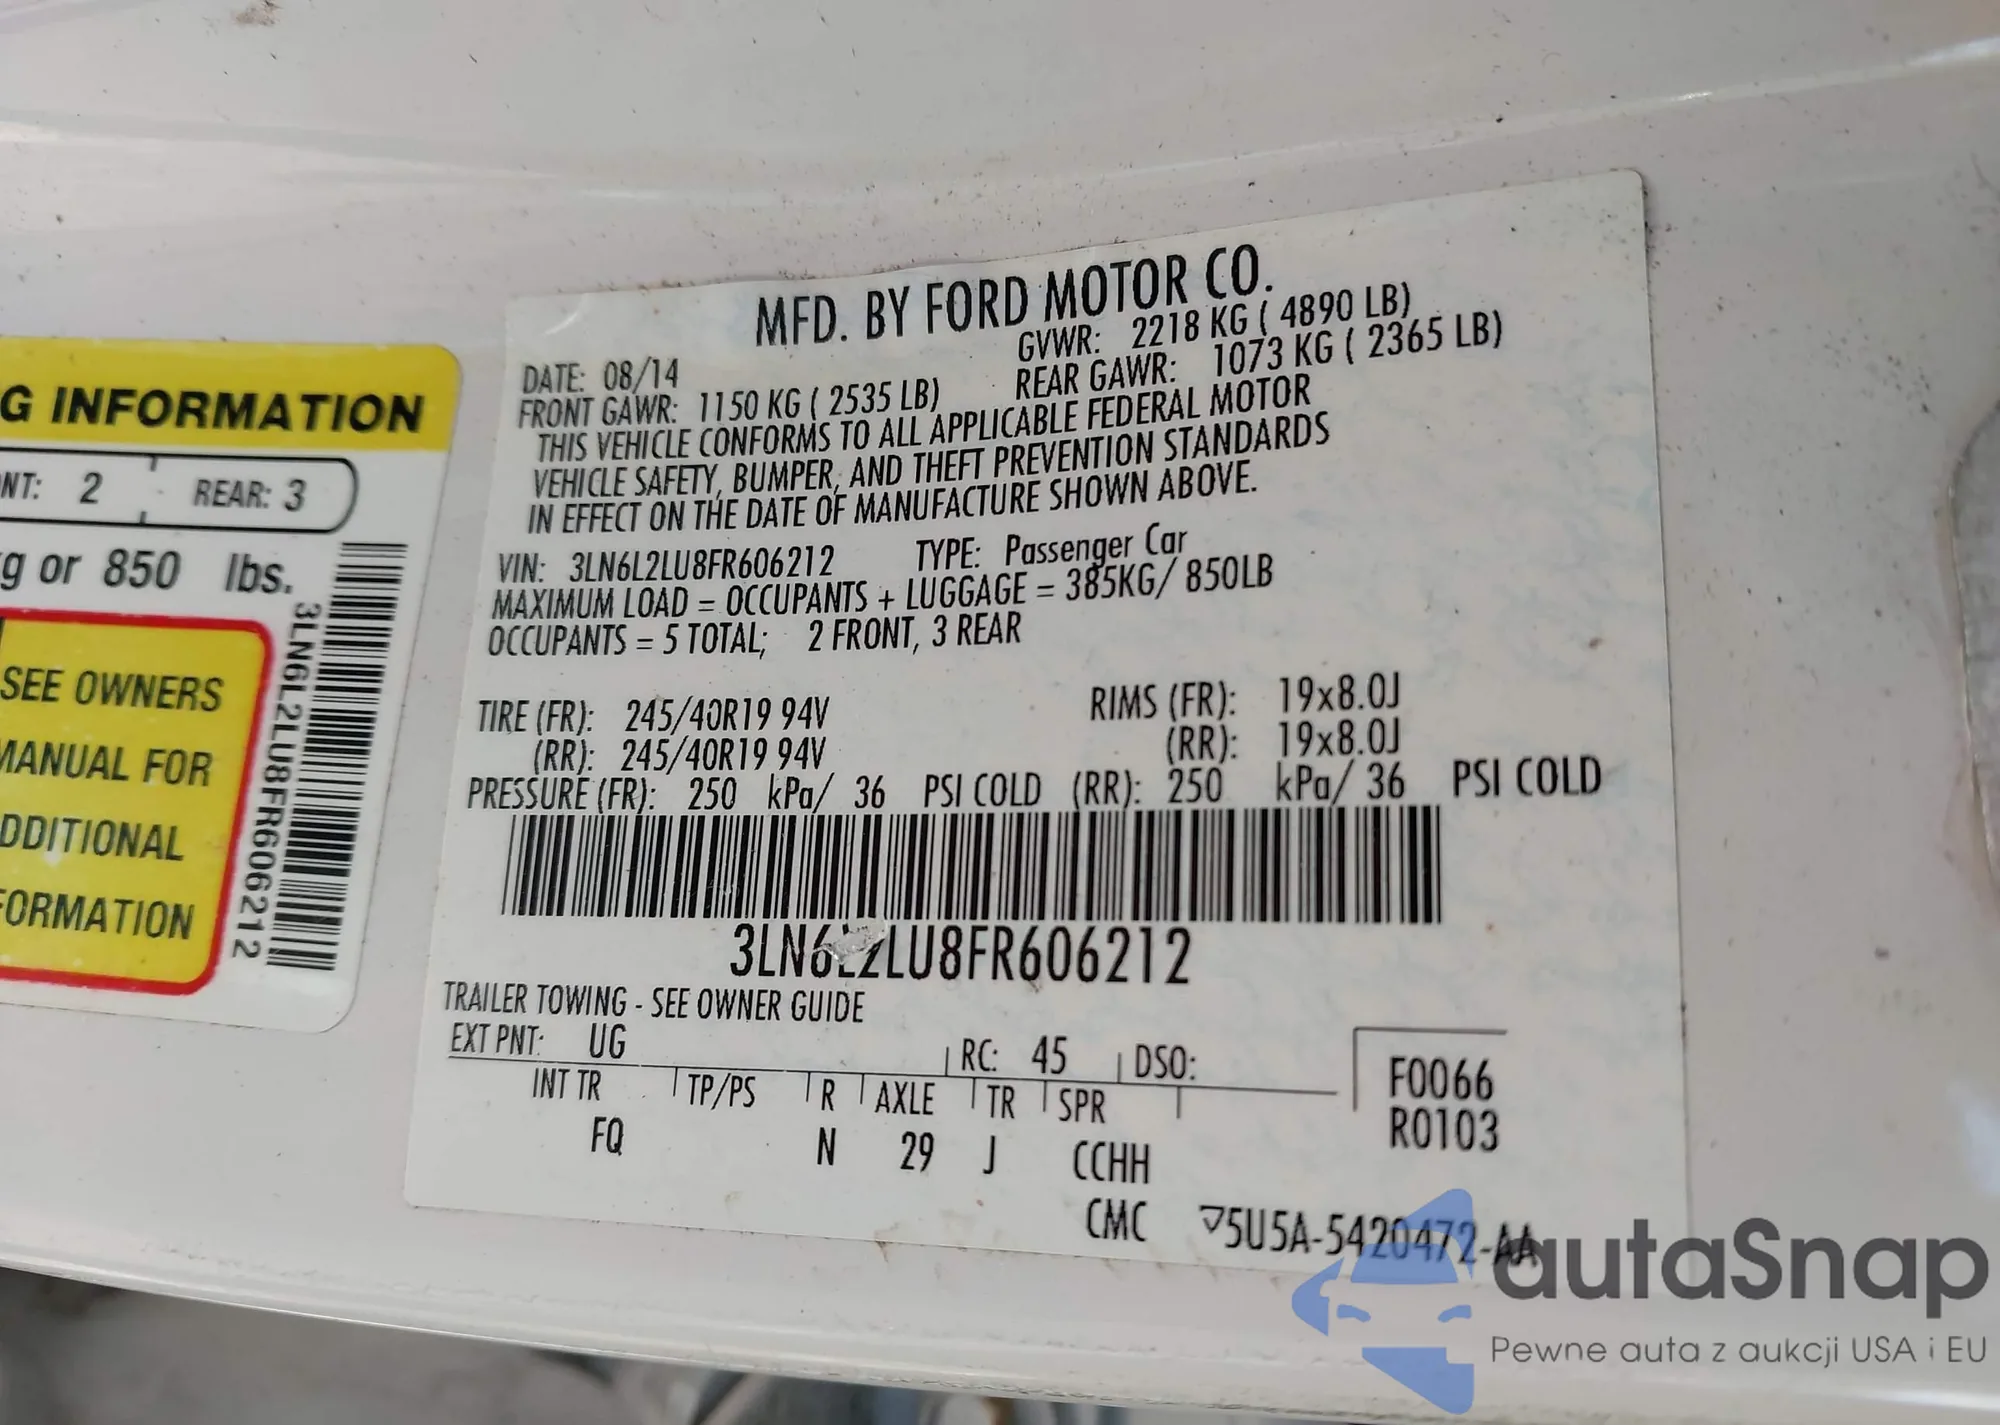 G INFORMATION
NT: 2 REAR: 3
g or 850 lbs.
SEE OWNERS
MANUAL FOR
DDITIONAL
FORMATION
3LN6L2LU8FR606212
MFD. BY FORD MOTOR CO.
DATE: 08/14 GVWR: 2218 KG ( 4890 LB)
FRONT GAWR: 1150 KG ( 2535 LB) REAR GAWR: 1073 KG ( 2365 LB)
THIS VEHICLE CONFORMS TO ALL APPLICABLE FEDERAL MOTOR
VEHICLE SAFETY, BUMPER, AND THEFT PREVENTION STANDARDS
IN EFFECT ON THE DATE OF MANUFACTURE SHOWN ABOVE.
VIN: 3LN6L2LU8FR606212 TYPE: Passenger Car
MAXIMUM LOAD = OCCUPANTS + LUGGAGE = 385KG/ 850LB
OCCUPANTS = 5 TOTAL; 2 FRONT, 3 REAR
TIRE (FR): 245/40R19 94V RIMS (FR): 19x8.0J
(RR): 245/40R19 94V (RR): 19x8.0J
PRESSURE (FR): 250 kPa/ 36 PSI COLD (RR): 250 kPa/ 36 PSI COLD
3LN6L2LU8FR606212
TRAILER TOWING - SEE OWNER GUIDE
EXT PNT: UG RC: 45 DSO: F0066
INT TR TP/PS R AXLE TR SPR R0103
FQ N 29 J CCHH
CMC ▽5U5A-5420472-AA
autaSnap
Pewne auta z aukcji USA i EU